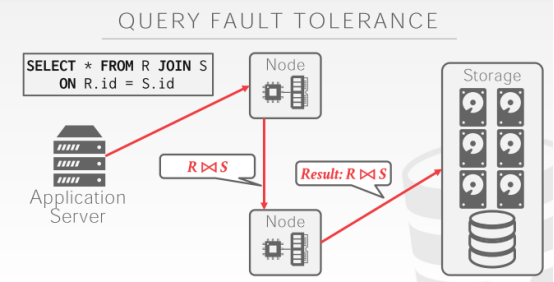 QUERY FAULT TOLERANCE
SELECT * FROM R JOIN S
ON R.id = S.id
Node
Storage
Application
Server
R ⋈ S
Result: R ⋈ S
Node